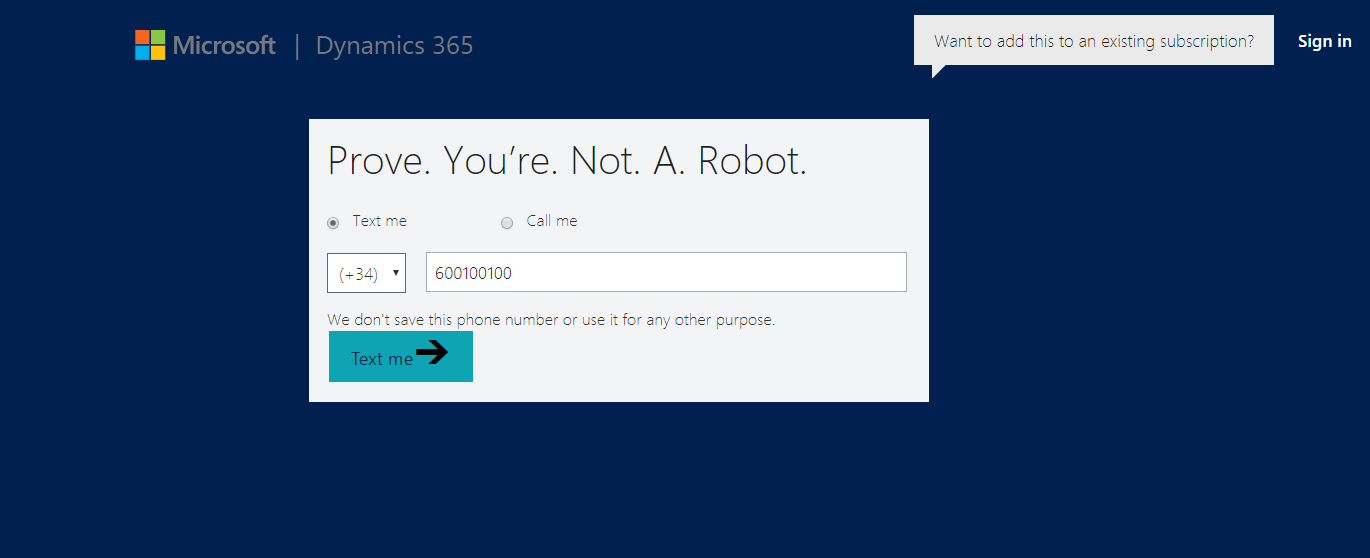 Microsoft | Dynamics 365
Want to add this to an existing subscription?
Sign in
Prove. You're. Not. A. Robot.
Text me
Call me
(+34)
600100100
We don't save this phone number or use it for any other purpose.
Text me